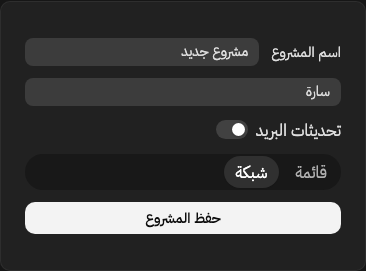 اسم المشروع مشروع جديد
سارة
تحديثات البريد
قائمة شبكة
حفظ المشروع